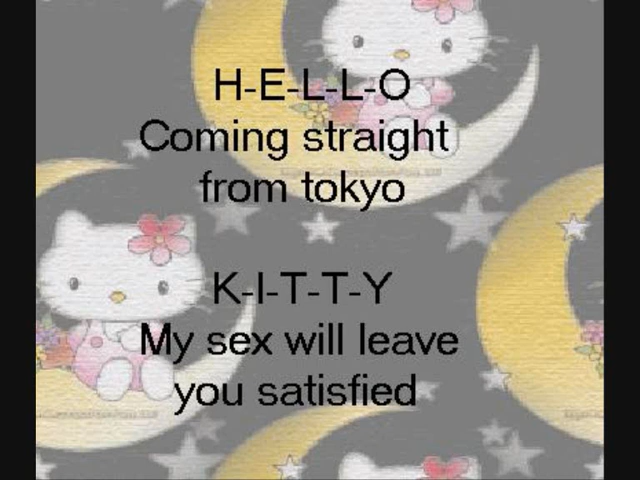 H-E-L-L-O
Coming straight
from tokyo
K-I-T-T-Y
My sex will leave
you satisfied